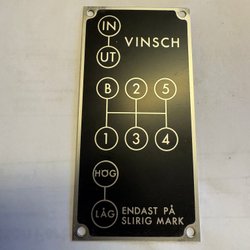 IN
VINSCH
UT
B 2 5
1 3 4
HÖG
LÅG
ENDAST PÅ
SLIRIG MARK